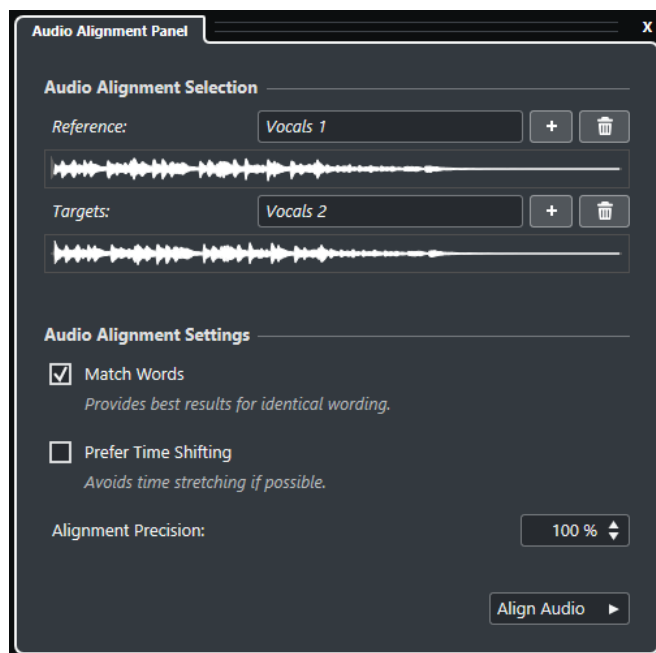 Audio Alignment Panel
X
Audio Alignment Selection
Reference:
Vocals 1
+
Targets:
Vocals 2
+
Audio Alignment Settings
Match Words
Provides best results for identical wording.
Prefer Time Shifting
Avoids time stretching if possible.
Alignment Precision:
100 %
Align Audio